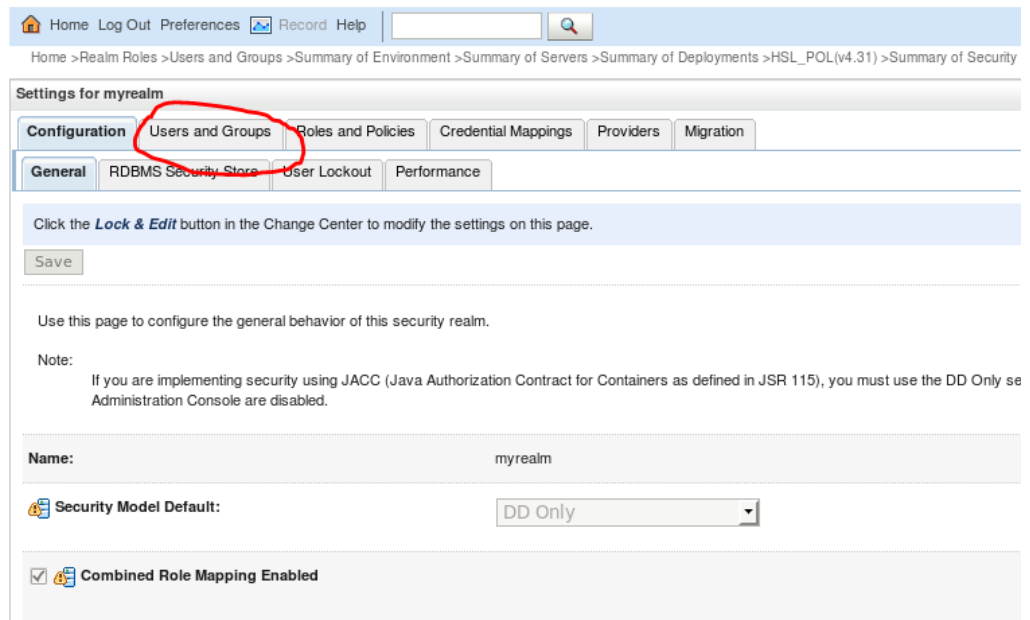 Home Log Out Preferences Record Help
Home >Realm Roles >Users and Groups >Summary of Environment >Summary of Servers >Summary of Deployments >HSL_POL(v4.31) >Summary of Security
Settings for myrealm
Configuration Users and Groups Roles and Policies Credential Mappings Providers Migration
General RDBMS Security Store User Lockout Performance
Click the Lock & Edit button in the Change Center to modify the settings on this page.
Save
Use this page to configure the general behavior of this security realm.
Note:
If you are implementing security using JACC (Java Authorization Contract for Containers as defined in JSR 115), you must use the DD Only se
Administration Console are disabled.
Name: myrealm
Security Model Default: DD Only
Combined Role Mapping Enabled